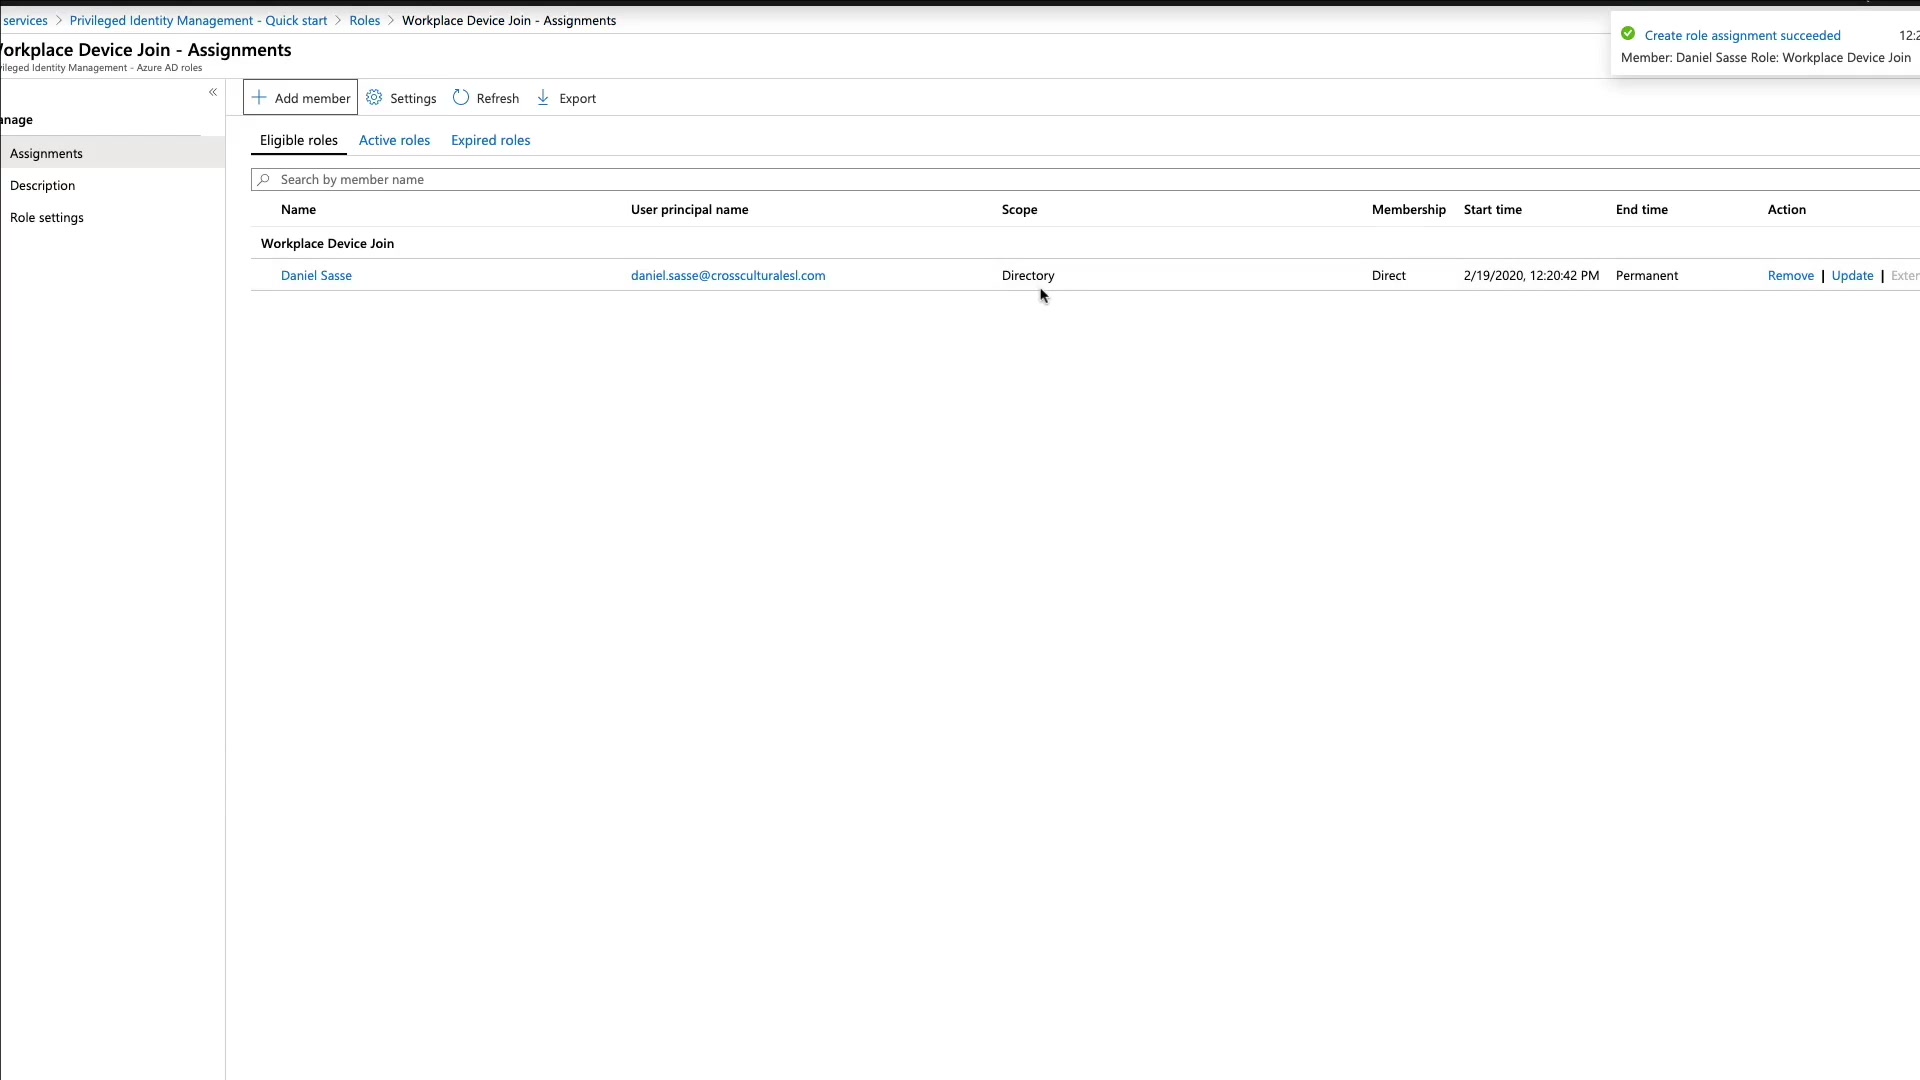 services > Privileged Identity Management - Quick start > Roles > Workplace Device Join - Assignments
orkplace Device Join - Assignments
ileged Identity Management - Azure AD roles
Create role assignment succeeded 12:2
Member: Daniel Sasse Role: Workplace Device Join
«
Add member Settings Refresh Export
anage
Assignments
Description
Role settings
Eligible roles Active roles Expired roles
Search by member name
Name User principal name Scope Membership Start time End time Action
Workplace Device Join
Daniel Sasse daniel.sasse@crossculturalesl.com Directory Direct 2/19/2020, 12:20:42 PM Permanent Remove | Update | Exter